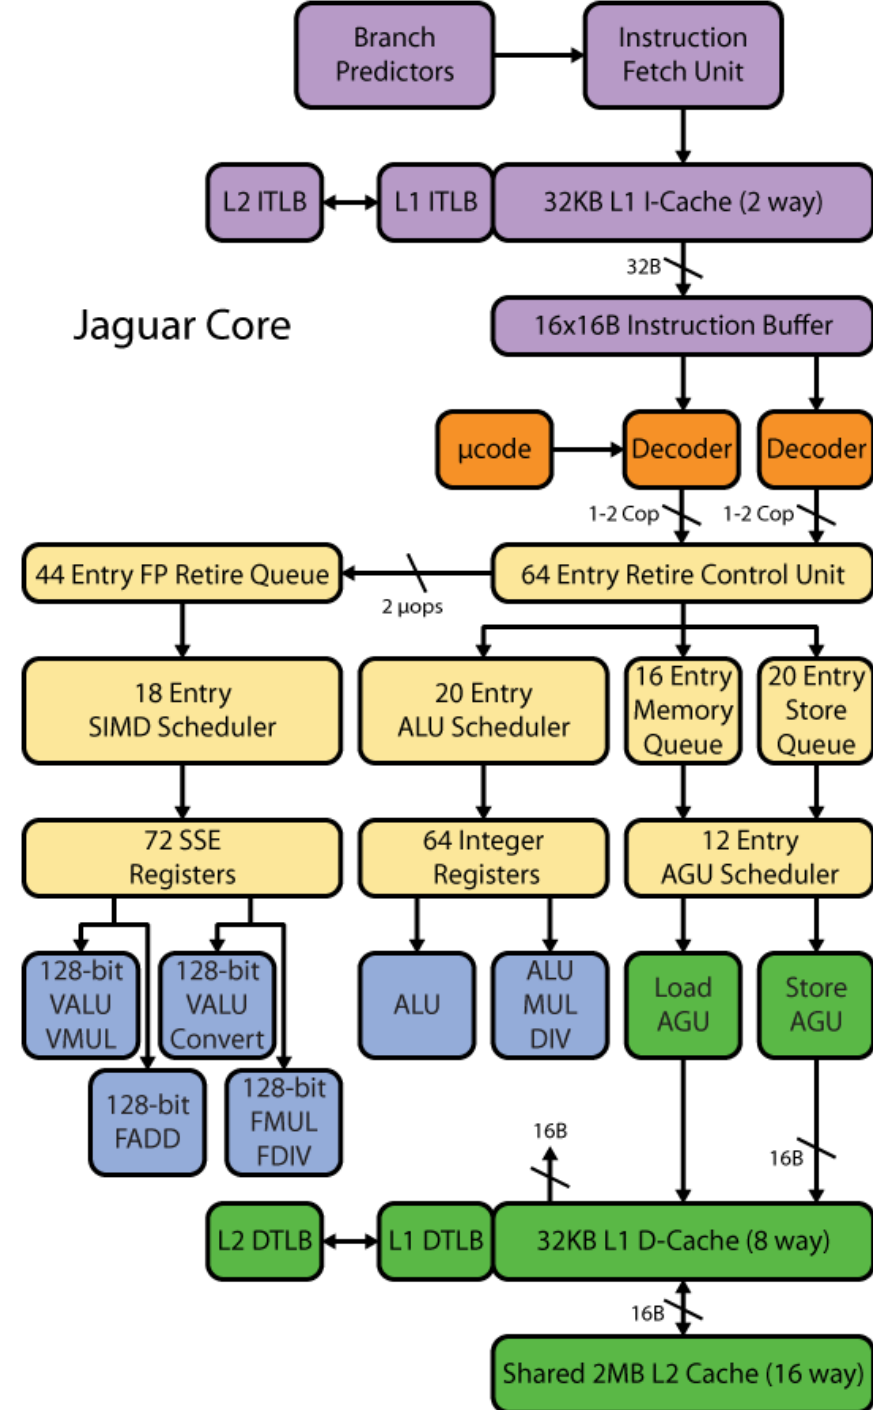 Branch
Predictors
Instruction
Fetch Unit
L2 ITLB
L1 ITLB
32KB L1 I-Cache (2 way)
32B
Jaguar Core
16x16B Instruction Buffer
µcode
Decoder
Decoder
1-2 Cop
1-2 Cop
44 Entry FP Retire Queue
2 µops
64 Entry Retire Control Unit
18 Entry
SIMD Scheduler
20 Entry
ALU Scheduler
16 Entry
Memory
Queue
20 Entry
Store
Queue
72 SSE
Registers
64 Integer
Registers
12 Entry
AGU Scheduler
128-bit
VALU
VMUL
128-bit
VALU
Convert
ALU
ALU
MUL
DIV
Load
AGU
Store
AGU
128-bit
FADD
128-bit
FMUL
FDIV
16B
16B
L2 DTLB
L1 DTLB
32KB L1 D-Cache (8 way)
16B
Shared 2MB L2 Cache (16 way)